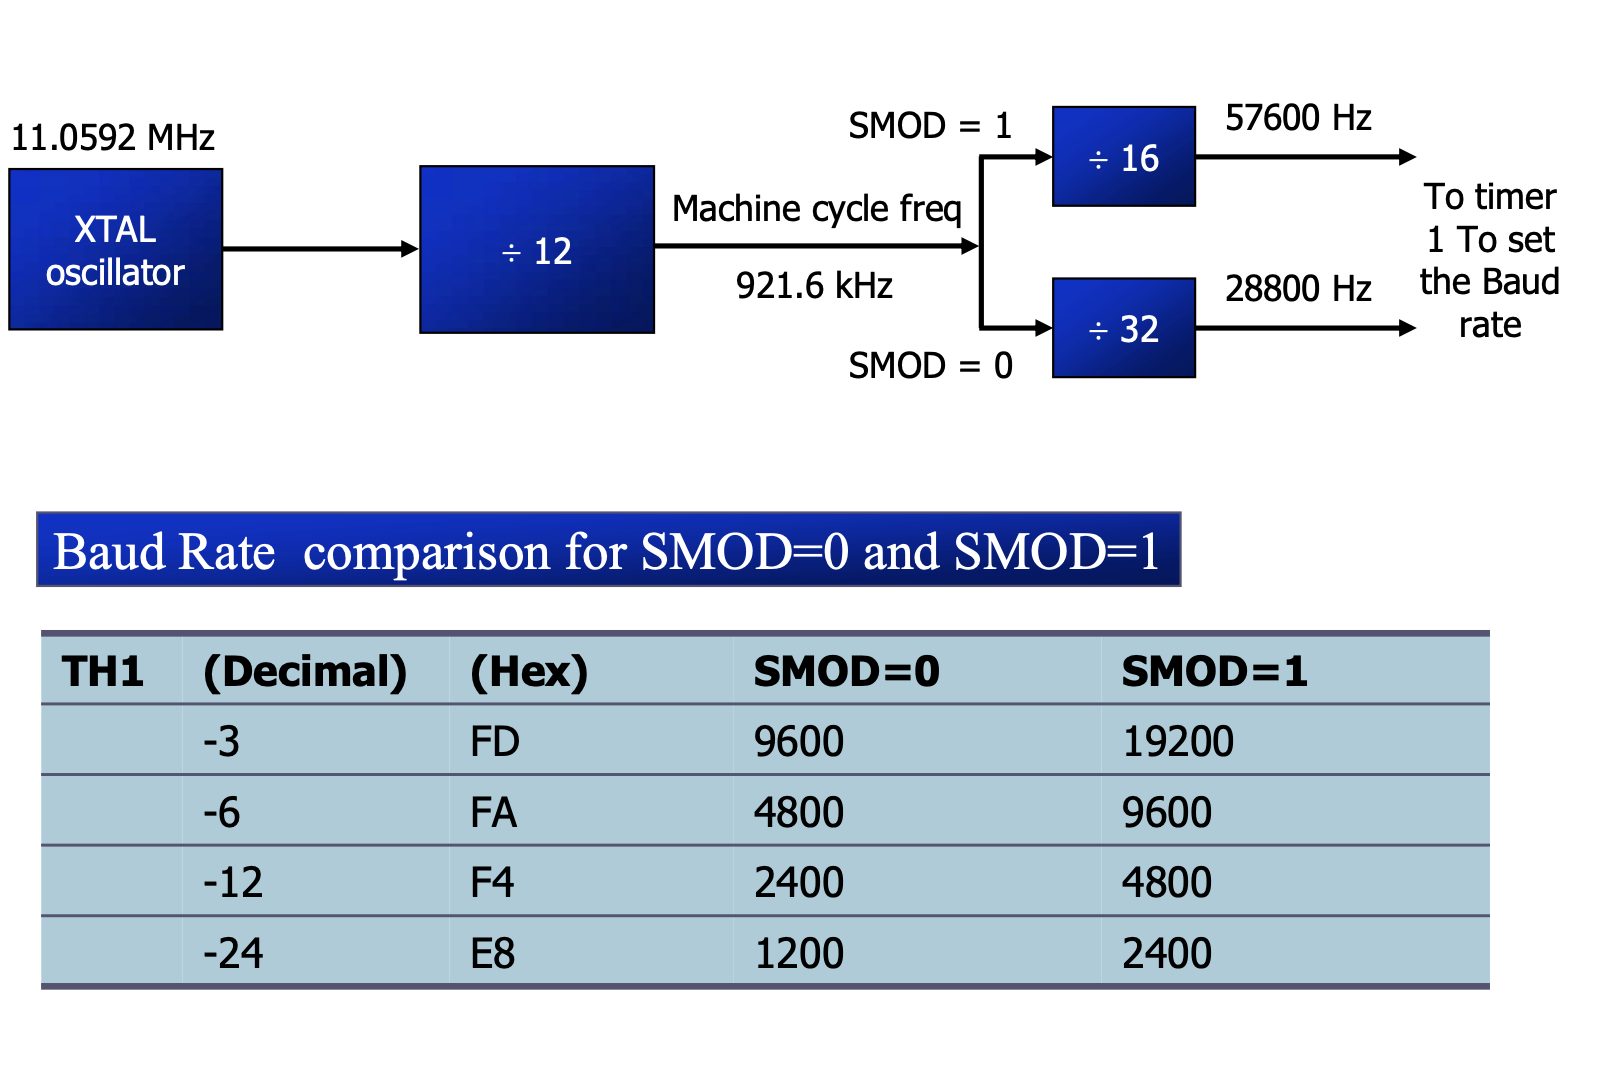 11.0592 MHz
XTAL
oscillator
÷ 12
Machine cycle freq
921.6 kHz
SMOD = 1
÷ 16
57600 Hz
SMOD = 0
÷ 32
28800 Hz
To timer
1 To set
the Baud
rate
Baud Rate comparison for SMOD=0 and SMOD=1
TH1 (Decimal) (Hex) SMOD=0 SMOD=1
-3 FD 9600 19200
-6 FA 4800 9600
-12 F4 2400 4800
-24 E8 1200 2400